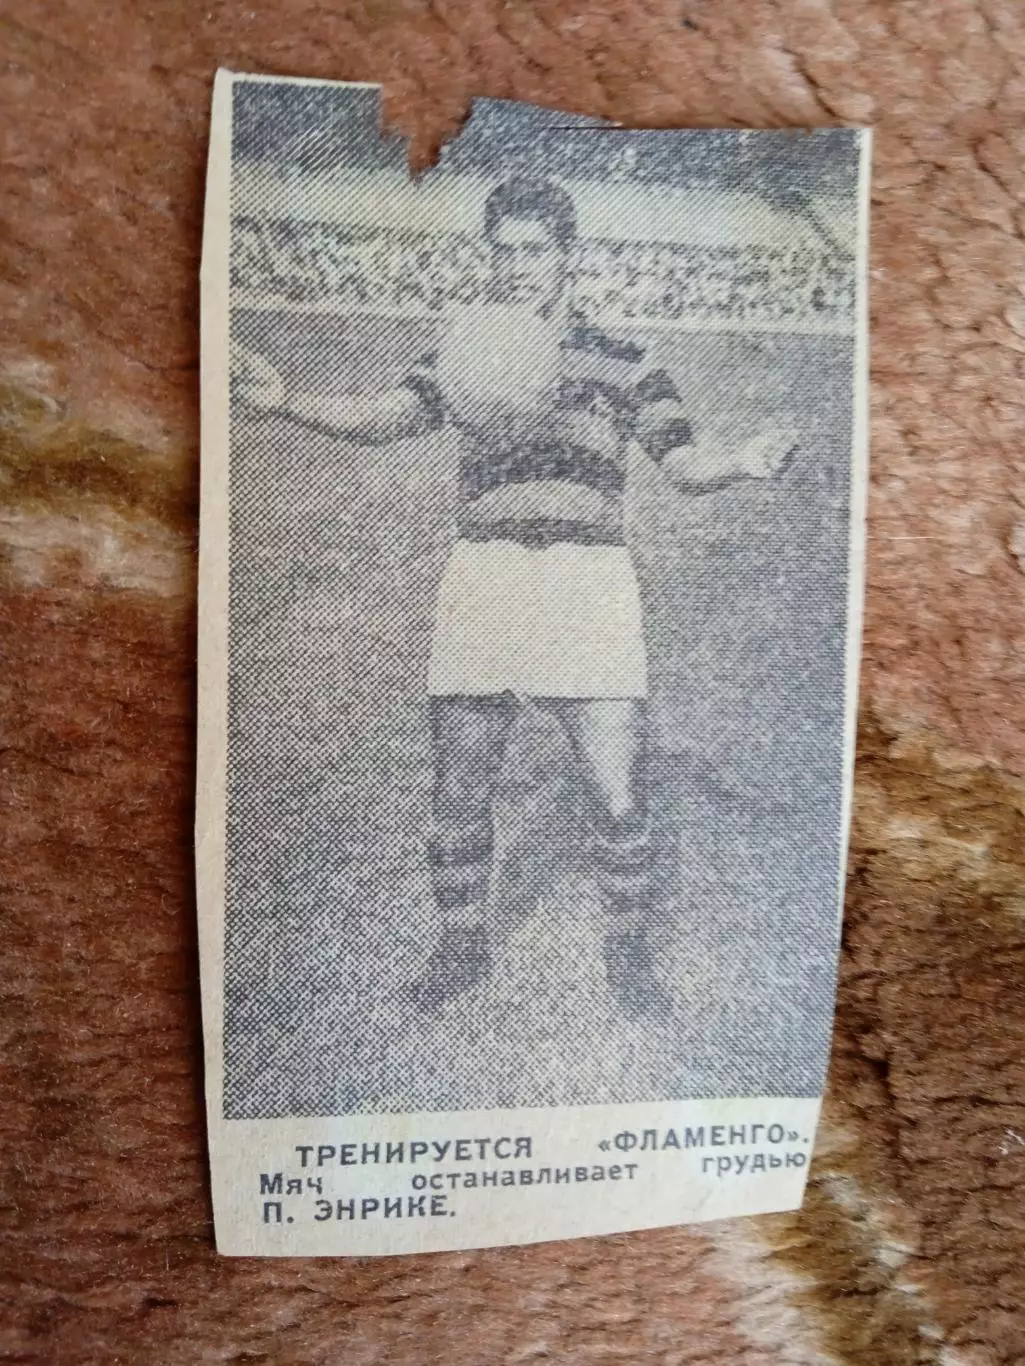 ТРЕНИРУЕТСЯ «ФЛАМЕНГО».
Мяч останавливает грудью
П. ЭНРИКЕ.